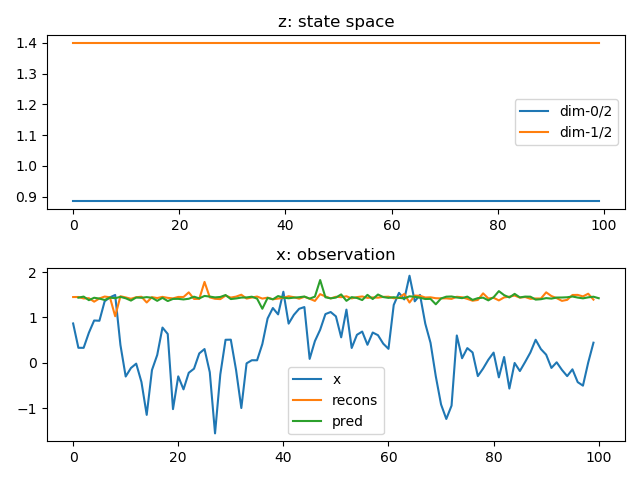 z: state space
1.4
1.3
1.2
1.1
1.0
0.9
dim-0/2
dim-1/2
0 20 40 60 80 100
x: observation
2
1
0
−1
x
recons
pred
0 20 40 60 80 100